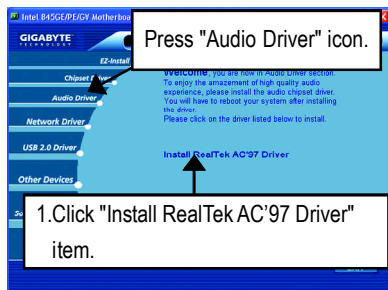 Intel 845GE/PE/GV Motherboa
GIGABYTE
TECHNOLOGY
Press "Audio Driver" icon.
EZ-Install
Chipset Driver
Audio Driver
Network Driver
USB 2.0 Driver
Other Devices
Welcome, you are now in Audio Driver section.
To enjoy the amazement of high quality audio
experience, please install the audio chipset driver.
You will have to reboot your system after installing
the driver.
Please click on the driver listed below to install.
Install RealTek AC'97 Driver
1.Click "Install RealTek AC'97 Driver"
item.